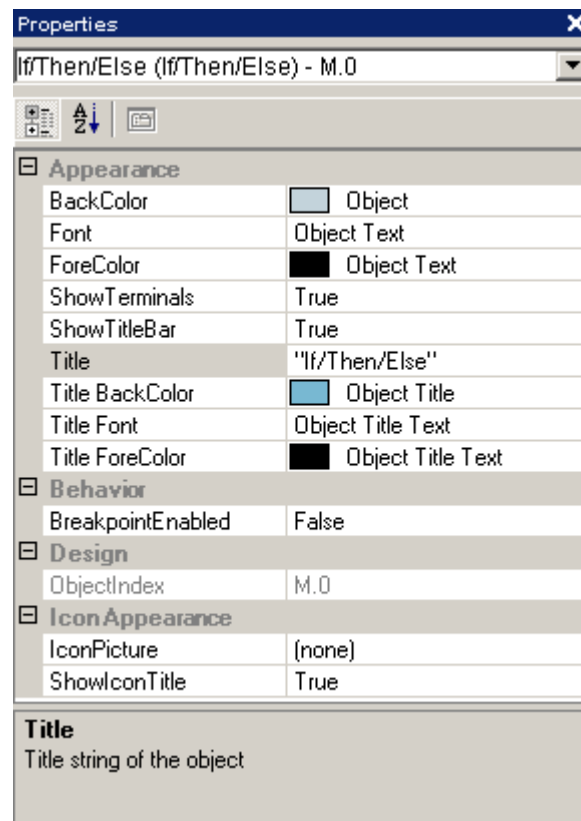 Properties
If/Then/Else (If/Then/Else) - M.0
Appearance
BackColor Object
Font Object Text
ForeColor Object Text
ShowTerminals True
ShowTitleBar True
Title "If/Then/Else"
Title BackColor Object Title
Title Font Object Title Text
Title ForeColor Object Title Text
Behavior
BreakpointEnabled False
Design
ObjectIndex M.0
Icon Appearance
IconPicture (none)
ShowIconTitle True
Title
Title string of the object